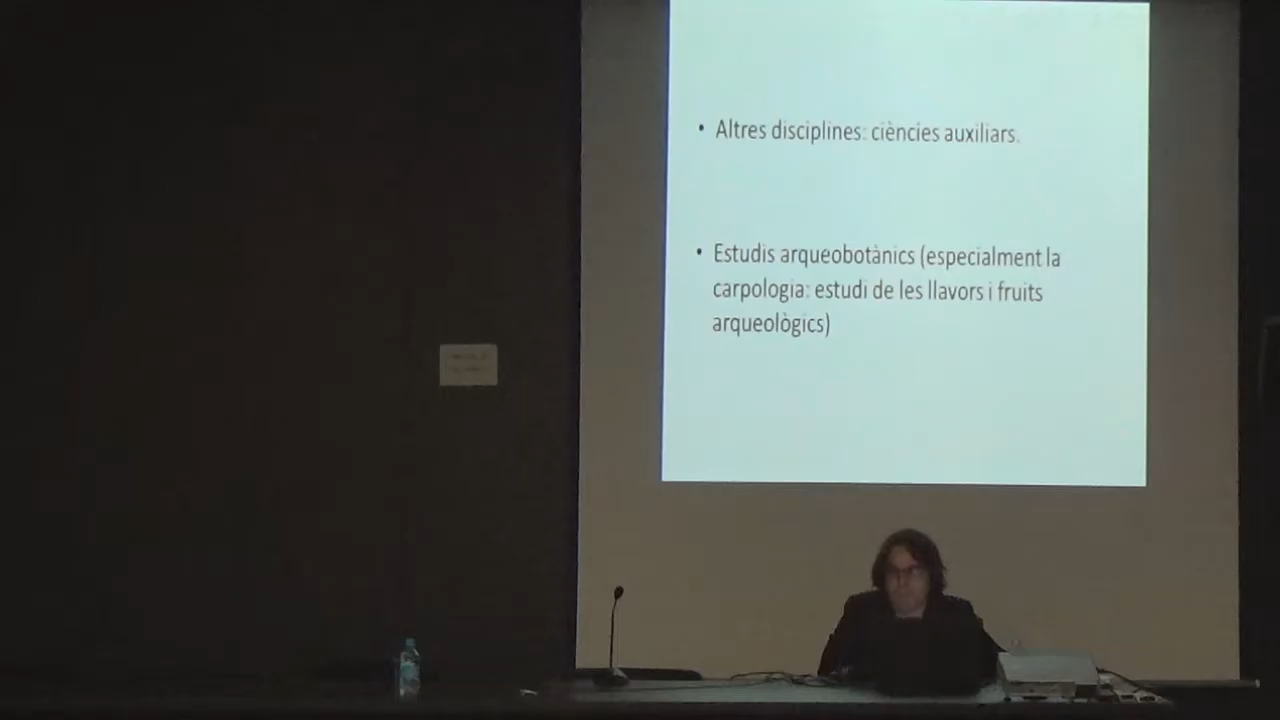 • Altres disciplines: ciències auxiliars.
• Estudis arqueobotànics (especialment la
carpologia: estudi de les llavors i fruits
arqueològics)